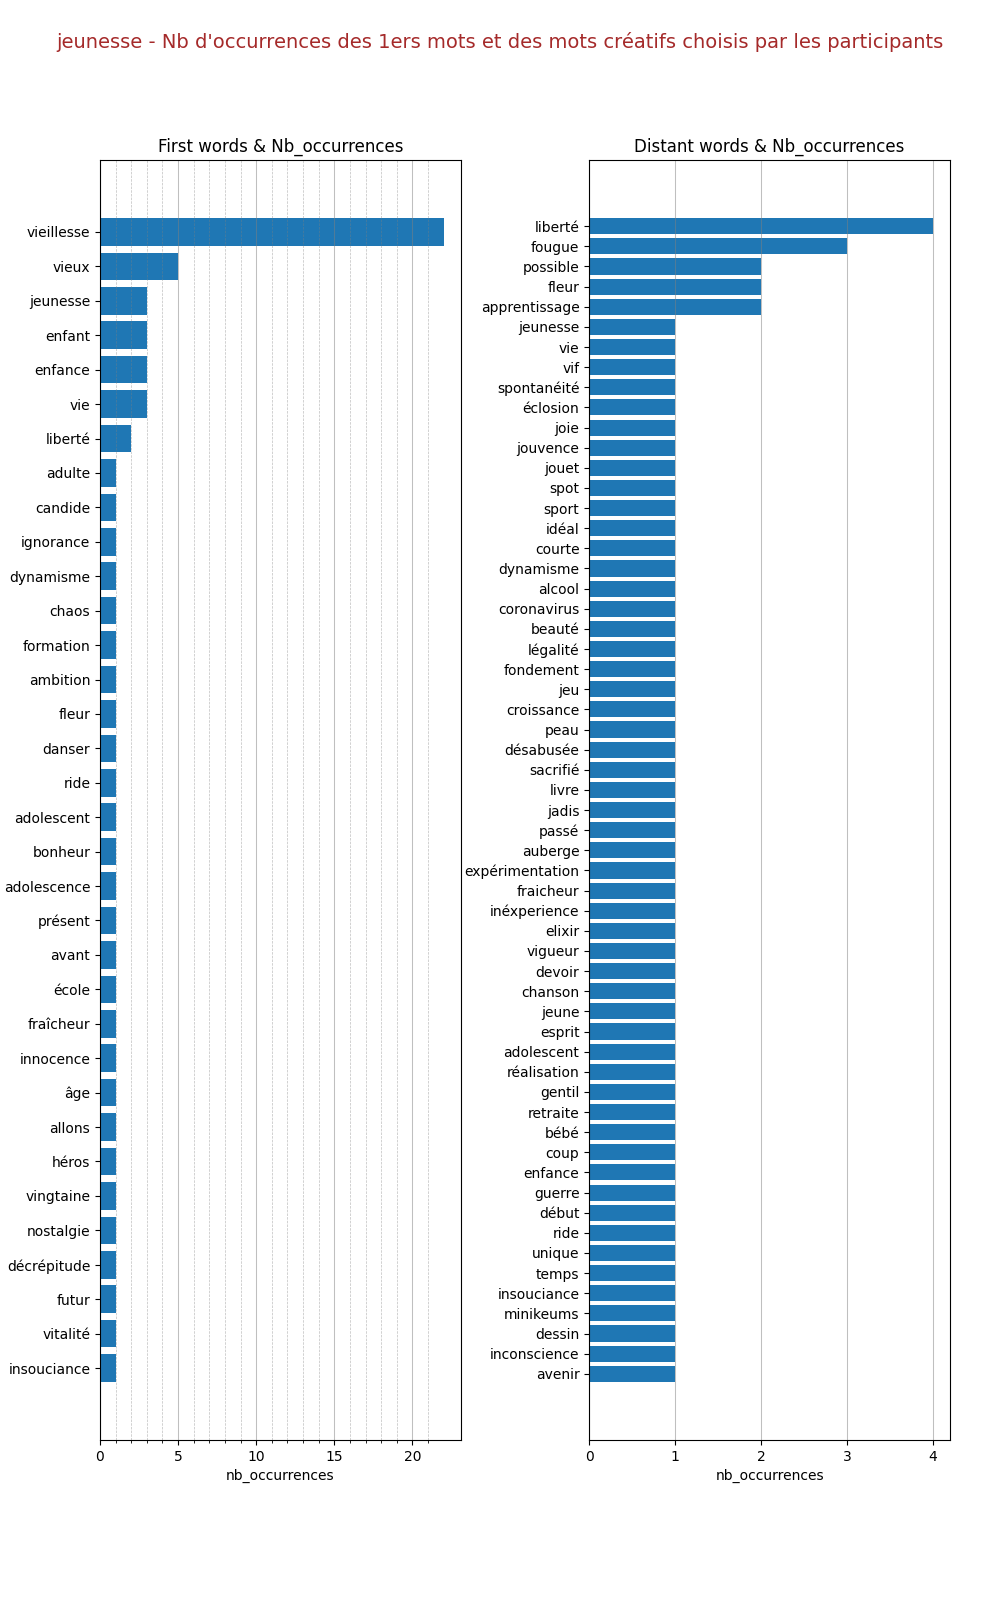 jeunesse - Nb d'occurrences des 1ers mots et des mots créatifs choisis par les participants
First words & Nb_occurrences
vieillesse
vieux
jeunesse
enfant
enfance
vie
liberté
adulte
candide
ignorance
dynamisme
chaos
formation
ambition
fleur
danser
ride
adolescent
bonheur
adolescence
présent
avant
école
fraîcheur
innocence
âge
allons
héros
vingtaine
nostalgie
décrépitude
futur
vitalité
insouciance
0 5 10 15 20
nb_occurrences
Distant words & Nb_occurrences
liberté
fougue
possible
fleur
apprentissage
jeunesse
vie
vif
spontanéité
éclosion
joie
jouvence
jouet
spot
sport
idéal
courte
dynamisme
alcool
coronavirus
beauté
légalité
fondement
jeu
croissance
peau
désabusée
sacrifié
livre
jadis
passé
auberge
expérimentation
fraicheur
inéxperience
elixir
vigueur
devoir
chanson
jeune
esprit
adolescent
réalisation
gentil
retraite
bébé
coup
enfance
guerre
début
ride
unique
temps
insouciance
minikeums
dessin
inconscience
avenir
0 1 2 3 4
nb_occurrences